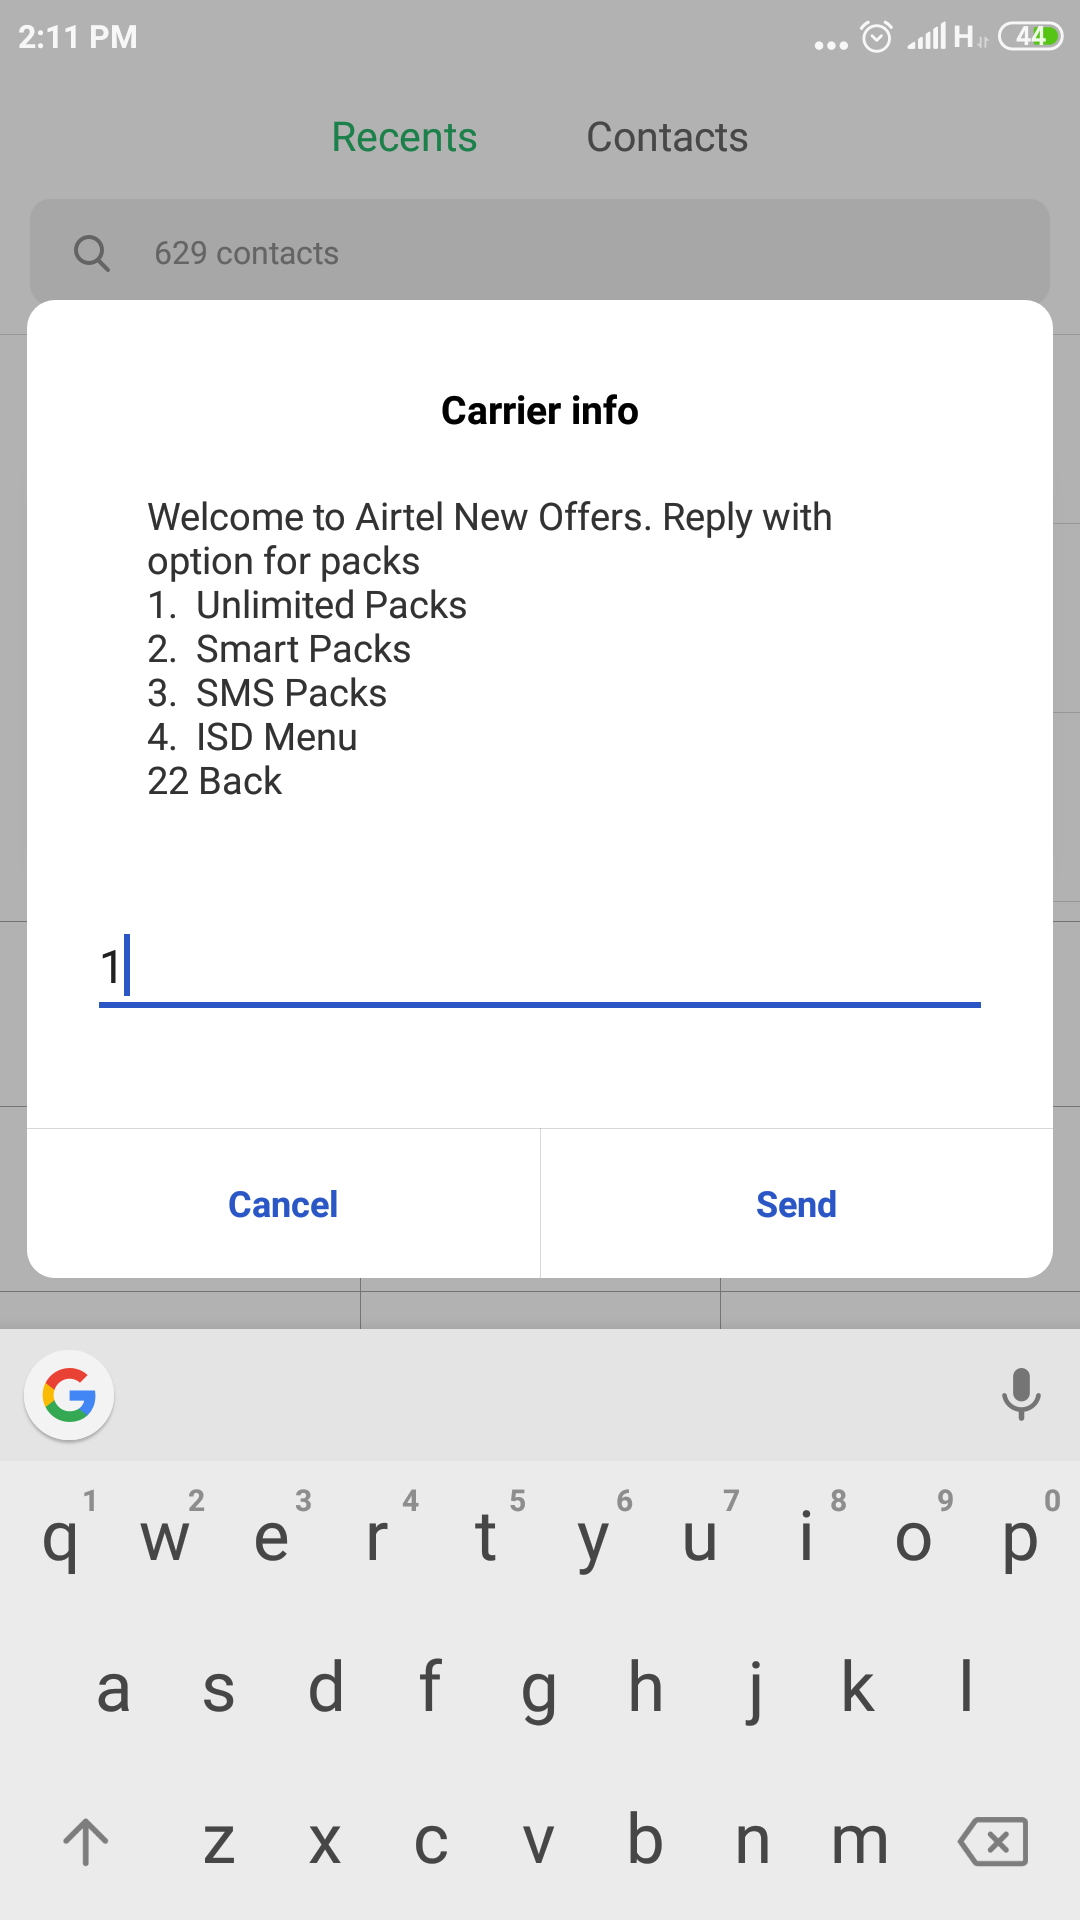 2:11 PM
... H 44
Recents Contacts
629 contacts
Carrier info
Welcome to Airtel New Offers. Reply with
option for packs
1. Unlimited Packs
2. Smart Packs
3. SMS Packs
4. ISD Menu
22 Back
1
Cancel Send
G
1 2 3 4 5 6 7 8 9 0
q w e r t y u i o p
a s d f g h j k l
z x c v b n m